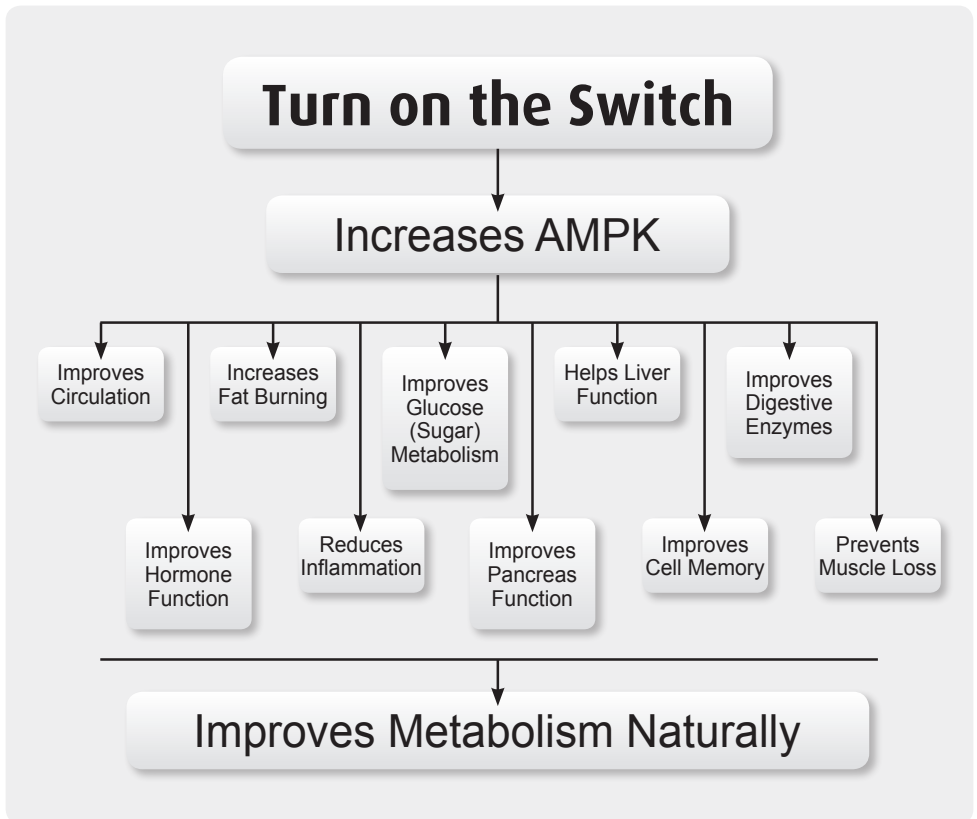 Turn on the Switch
Increases AMPK
Improves
Circulation
Increases
Fat Burning
Improves
Glucose
(Sugar)
Metabolism
Helps Liver
Function
Improves
Digestive
Enzymes
Improves
Hormone
Function
Reduces
Inflammation
Improves
Pancreas
Function
Improves
Cell Memory
Prevents
Muscle Loss
Improves Metabolism Naturally